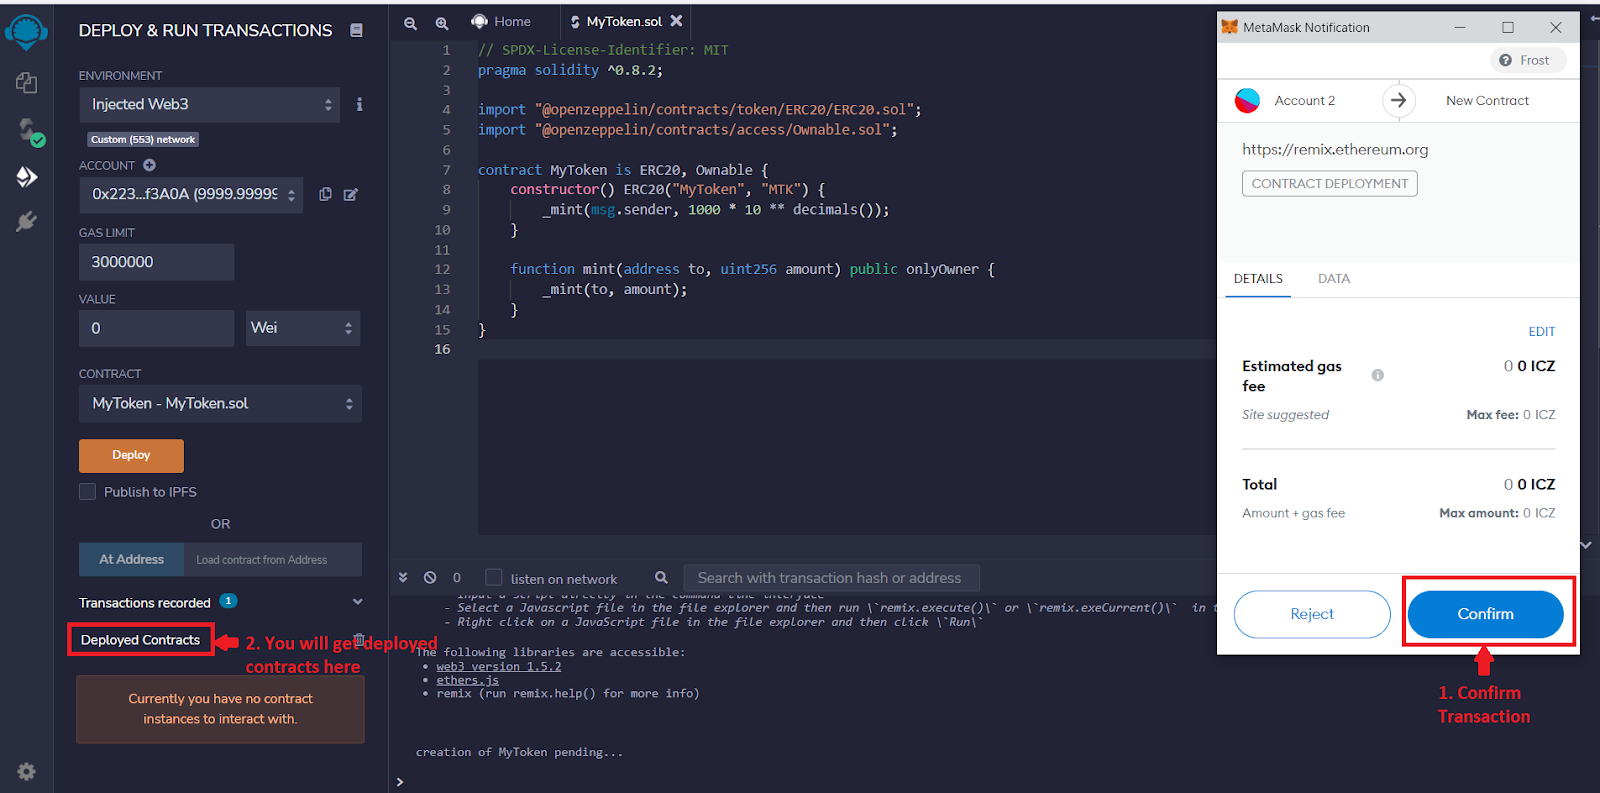 DEPLOY & RUN TRANSACTIONS
ENVIRONMENT
Injected Web3
Custom (553) network
ACCOUNT
0x223...f3A0A (9999.99999
GAS LIMIT
3000000
VALUE
0
Wei
CONTRACT
MyToken - MyToken.sol
Deploy
Publish to IPFS
OR
At Address
Load contract from Address
Transactions recorded 1
Deployed Contracts
2. You will get deployed
contracts here
Currently you have no contract
instances to interact with.
Home
MyToken.sol
1 // SPDX-License-Identifier: MIT
2 pragma solidity ^0.8.2;
3
4 import "@openzeppelin/contracts/token/ERC20/ERC20.sol";
5 import "@openzeppelin/contracts/access/Ownable.sol";
6
7 contract MyToken is ERC20, Ownable {
8 constructor() ERC20("MyToken", "MTK") {
9 _mint(msg.sender, 1000 * 10 ** decimals());
10 }
11
12 function mint(address to, uint256 amount) public onlyOwner {
13 _mint(to, amount);
14 }
15 }
16
0
listen on network
Search with transaction hash or address
- Input a script directly in the command line interface
- Select a Javascript file in the file explorer and then run \`remix.execute()\` or \`remix.exeCurrent()\` in t
- Right click on a JavaScript file in the file explorer and then click \`Run\`
The following libraries are accessible:
• web3 version 1.5.2
• ethers.js
• remix (run remix.help() for more info)
creation of MyToken pending...
>
MetaMask Notification
Frost
Account 2
New Contract
https://remix.ethereum.org
CONTRACT DEPLOYMENT
DETAILS
DATA
EDIT
Estimated gas
fee
0 0 ICZ
Site suggested
Max fee: 0 ICZ
Total
0 0 ICZ
Amount + gas fee
Max amount: 0 ICZ
Reject
Confirm
1. Confirm
Transaction